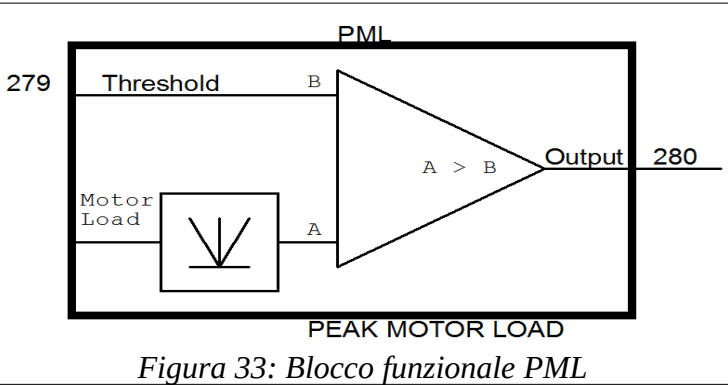 PML
279 Threshold B
A > B Output 280
Motor
Load
A
PEAK MOTOR LOAD
Figura 33: Blocco funzionale PML